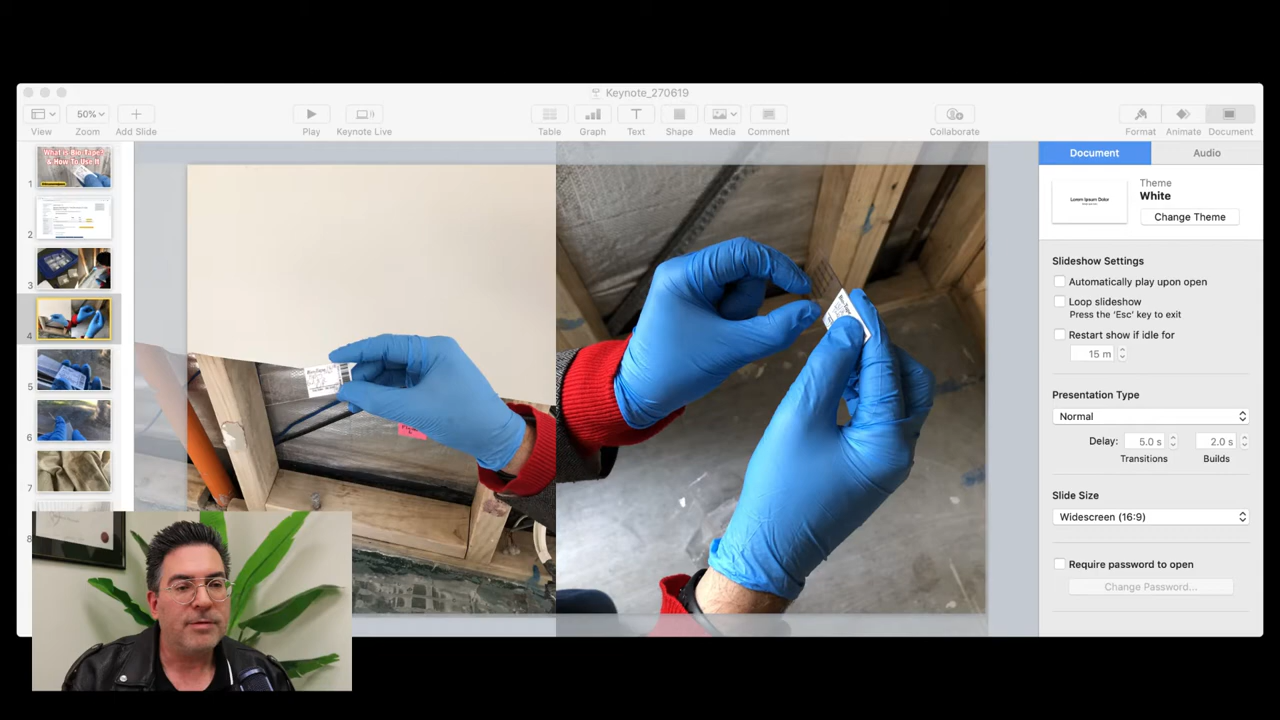 Keynote_270619
50%
View
Zoom
Add Slide
Play
Keynote Live
Table
Graph
Text
Shape
Media
Comment
Collaborate
Format
Animate
Document
Document
Audio
1
What is Bio Tape
& How To Use It
2
3
4
5
6
7
8
Theme
White
Lorem Ipsum Dolor
Change Theme
Slideshow Settings
Automatically play upon open
Loop slideshow
Press the 'Esc' key to exit
Restart show if idle for
15 m
Presentation Type
Normal
Delay:
5.0 s
2.0 s
Transitions
Builds
Slide Size
Widescreen (16:9)
Require password to open
Change Password...